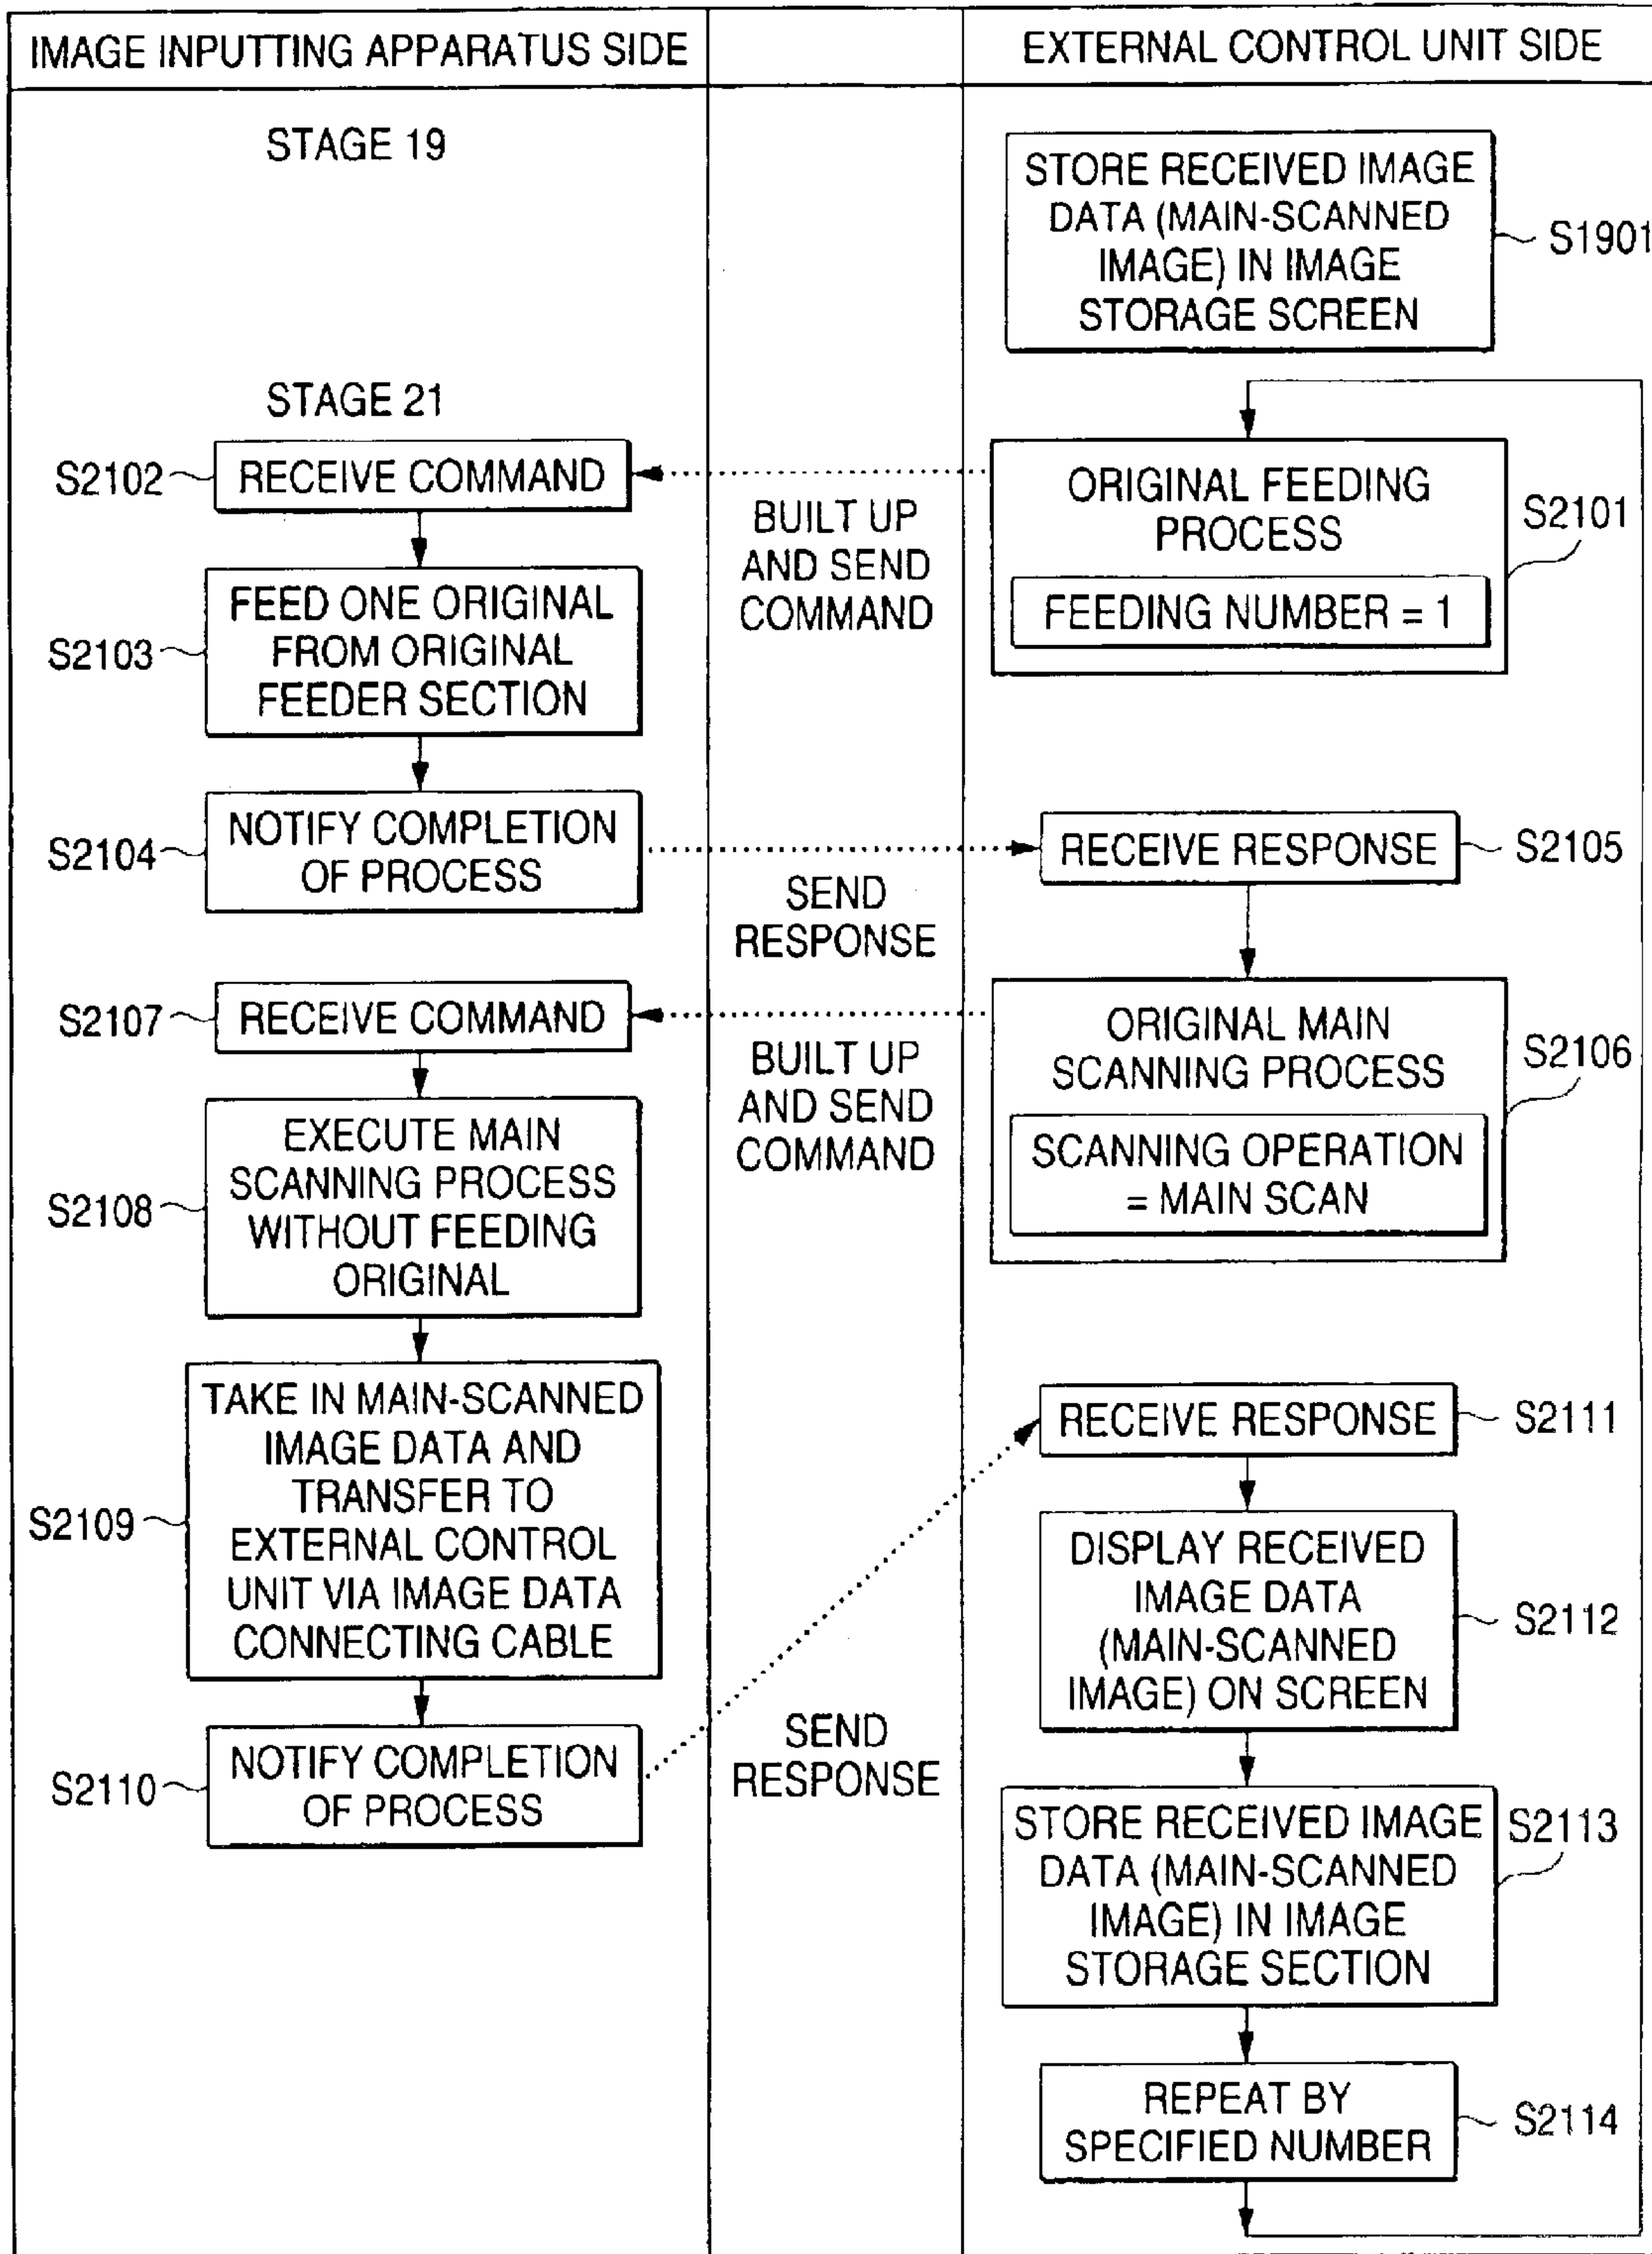 IMAGE INPUTTING APPARATUS SIDE
EXTERNAL CONTROL UNIT SIDE
STAGE 19
STORE RECEIVED IMAGE
DATA (MAIN-SCANNED
IMAGE) IN IMAGE
STORAGE SCREEN
S1901
STAGE 21
S2102
RECEIVE COMMAND
BUILT UP
AND SEND
COMMAND
ORIGINAL FEEDING
PROCESS
FEEDING NUMBER = 1
S2101
S2103
FEED ONE ORIGINAL
FROM ORIGINAL
FEEDER SECTION
S2104
NOTIFY COMPLETION
OF PROCESS
SEND
RESPONSE
RECEIVE RESPONSE
S2105
S2107
RECEIVE COMMAND
BUILT UP
AND SEND
COMMAND
ORIGINAL MAIN
SCANNING PROCESS
SCANNING OPERATION
= MAIN SCAN
S2106
S2108
EXECUTE MAIN
SCANNING PROCESS
WITHOUT FEEDING
ORIGINAL
S2109
TAKE IN MAIN-SCANNED
IMAGE DATA AND
TRANSFER TO
EXTERNAL CONTROL
UNIT VIA IMAGE DATA
CONNECTING CABLE
S2110
NOTIFY COMPLETION
OF PROCESS
SEND
RESPONSE
RECEIVE RESPONSE
S2111
DISPLAY RECEIVED
IMAGE DATA
(MAIN-SCANNED
IMAGE) ON SCREEN
S2112
STORE RECEIVED IMAGE
DATA (MAIN-SCANNED
IMAGE) IN IMAGE
STORAGE SECTION
S2113
REPEAT BY
SPECIFIED NUMBER
S2114